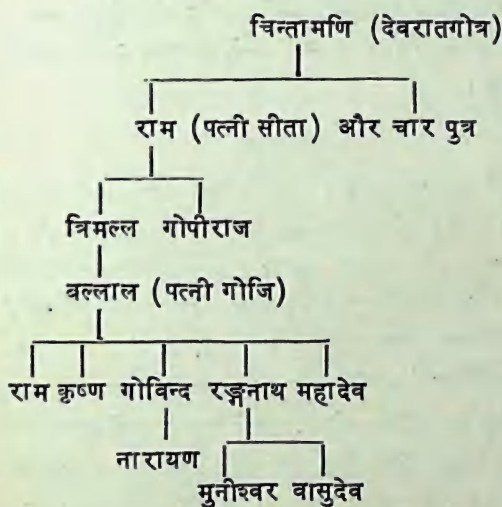 चिन्तामणि (देवरातगोत्र)
राम (पत्नी सीता) और चार पुत्र
त्रिमल्ल गोपीराज
वल्लाल (पत्नी गोजि)
राम कृष्ण गोविन्द रङ्गनाथ महादेव
नारायण
मुनीश्वर वासुदेव